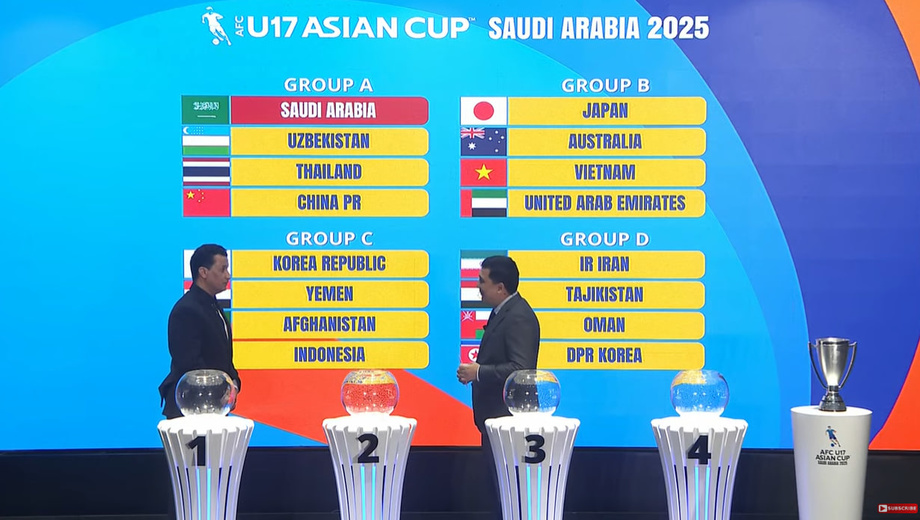 AFC U17 ASIAN CUP™ SAUDI ARABIA 2025
GROUP A
SAUDI ARABIA
UZBEKISTAN
THAILAND
CHINA PR
GROUP B
JAPAN
AUSTRALIA
VIETNAM
UNITED ARAB EMIRATES
GROUP C
KOREA REPUBLIC
YEMEN
AFGHANISTAN
INDONESIA
GROUP D
IR IRAN
TAJIKISTAN
OMAN
DPR KOREA
1
2
3
4
AFC U17
ASIAN CUP
SAUDI ARABIA 2025
SUBSCRIBE